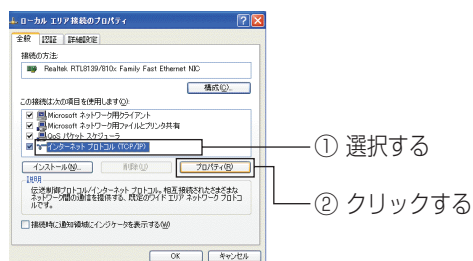 ローカル エリア接続のプロパティ
全般 認証 詳細設定
接続の方法:
Realtek RTL8139/810x Family Fast Ethernet NIC
構成(C)...
この接続は次の項目を使用します(O):
Microsoft ネットワーク用クライアント
Microsoft ネットワーク用ファイルとプリンタ共有
QoS パケット スケジューラ
インターネット プロトコル (TCP/IP)
① 選択する
インストール(N)... 削除(U) プロパティ(R)
説明
伝送制御プロトコル/インターネット プロトコル。相互接続されたさまざまな
ネットワーク間の通信を提供する、既定のワイド エリア ネットワーク プロトコ
ルです。
② クリックする
接続時に通知領域にインジケータを表示する(W)
OK キャンセル